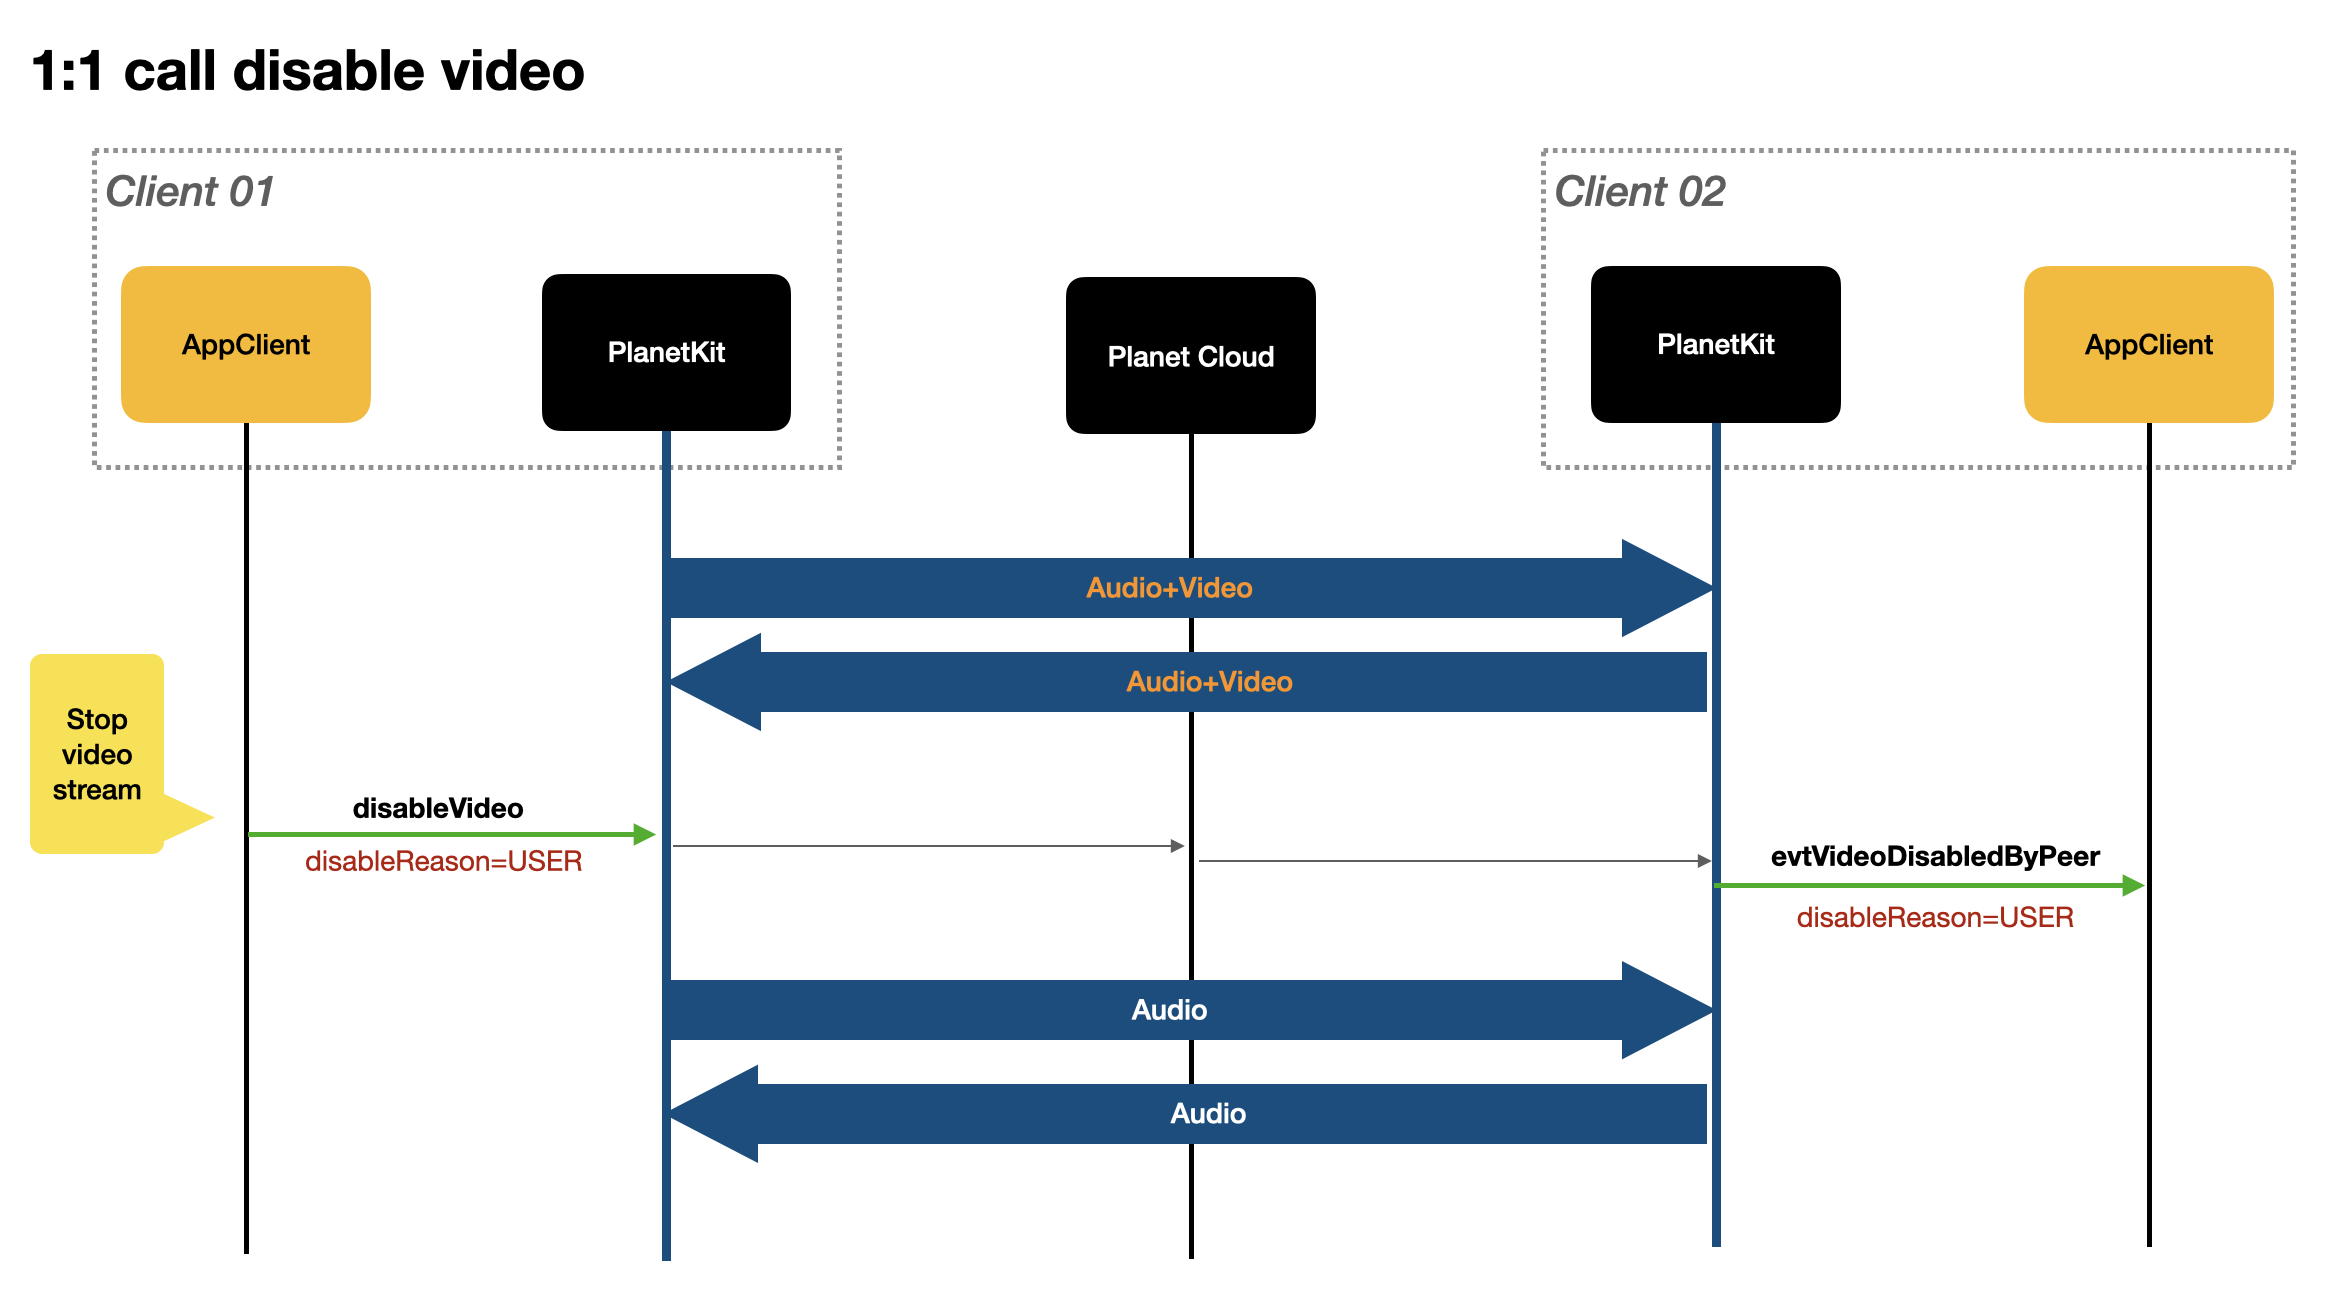 1:1 call disable video
Client 01
Client 02
AppClient
PlanetKit
Planet Cloud
PlanetKit
AppClient
Audio+Video
Audio+Video
Stop
video
stream
disableVideo
disableReason=USER
evtVideoDisabledByPeer
disableReason=USER
Audio
Audio